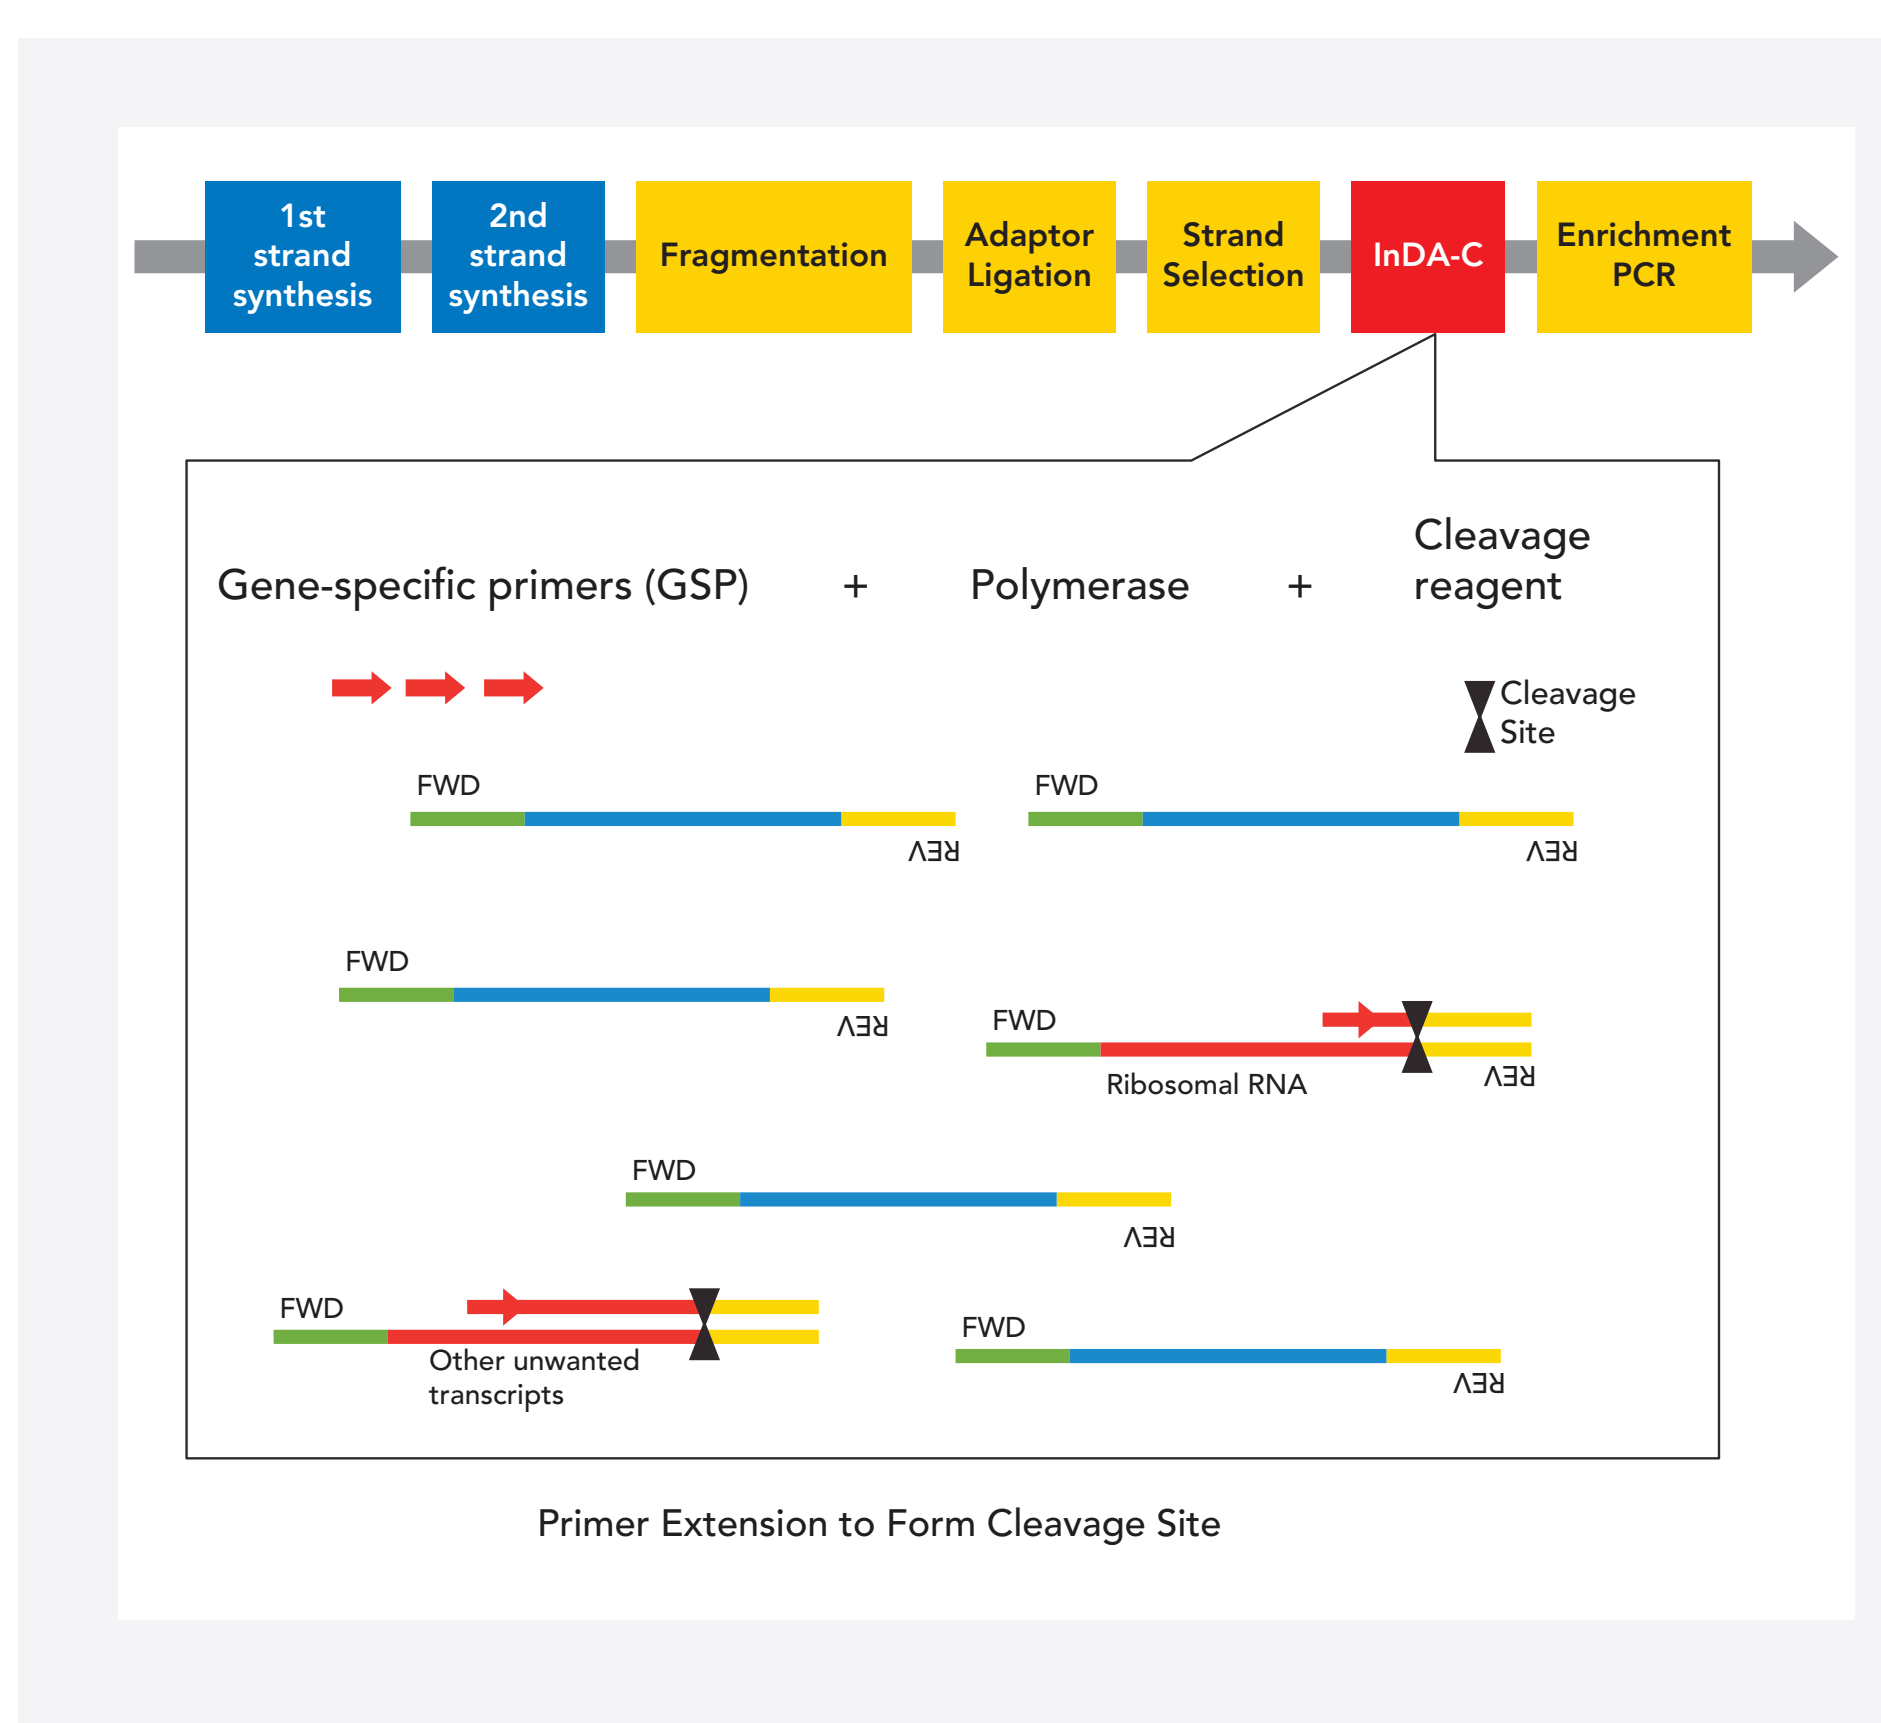 1st
strand
synthesis
2nd
strand
synthesis
Fragmentation
Adaptor
Ligation
Strand
Selection
InDA-C
Enrichment
PCR
Gene-specific primers (GSP)
+
Polymerase
+
Cleavage
reagent
Cleavage
Site
FWD
REV
FWD
REV
FWD
REV
FWD
Ribosomal RNA
REV
FWD
REV
FWD
Other unwanted
transcripts
FWD
REV
Primer Extension to Form Cleavage Site